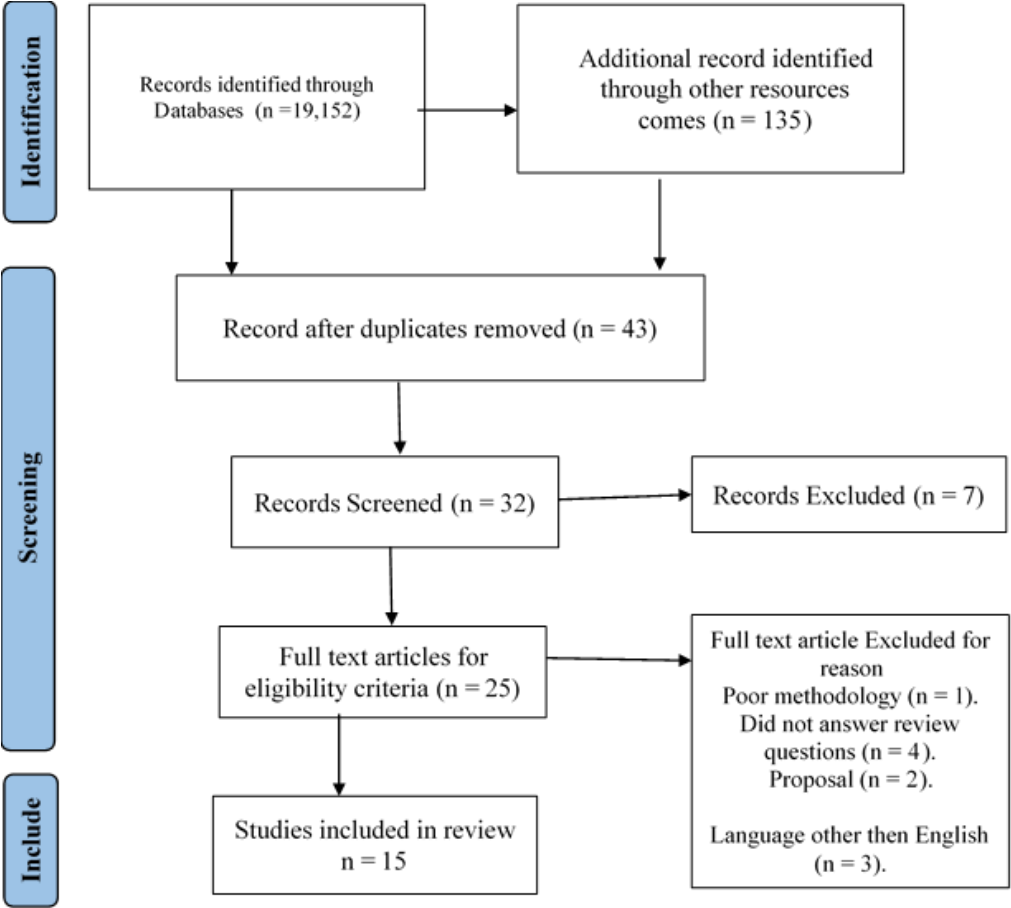 Identification
Records identified through
Databases (n =19,152)
Additional record identified
through other resources
comes (n = 135)
Screening
Record after duplicates removed (n = 43)
Records Screened (n = 32)
Records Excluded (n = 7)
Full text articles for
eligibility criteria (n = 25)
Full text article Excluded for
reason
Poor methodology (n = 1).
Did not answer review
questions (n = 4).
Proposal (n = 2).
Language other then English
(n = 3).
Include
Studies included in review
n = 15